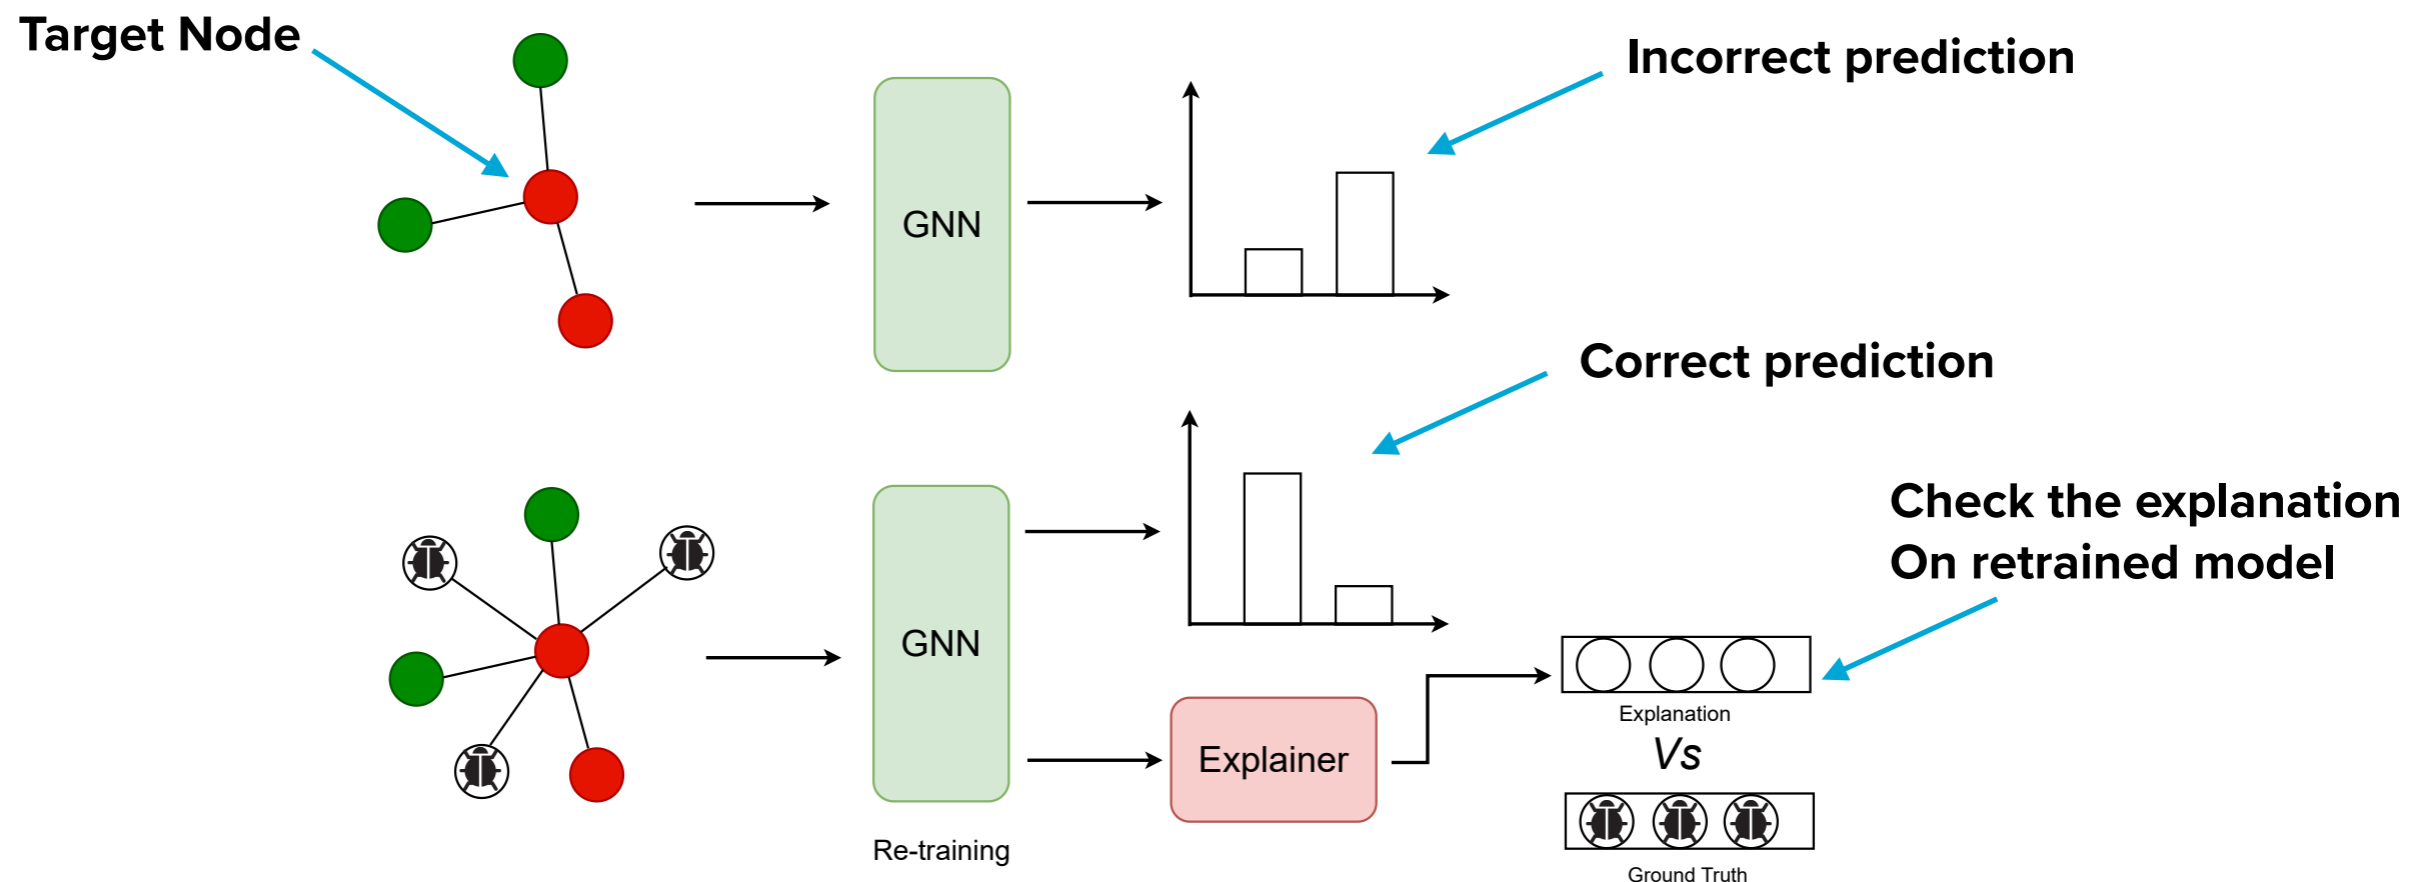 Target Node
Incorrect prediction
GNN
Correct prediction
Check the explanation
On retrained model
GNN
Explainer
Explanation
Vs
Re-training
Ground Truth